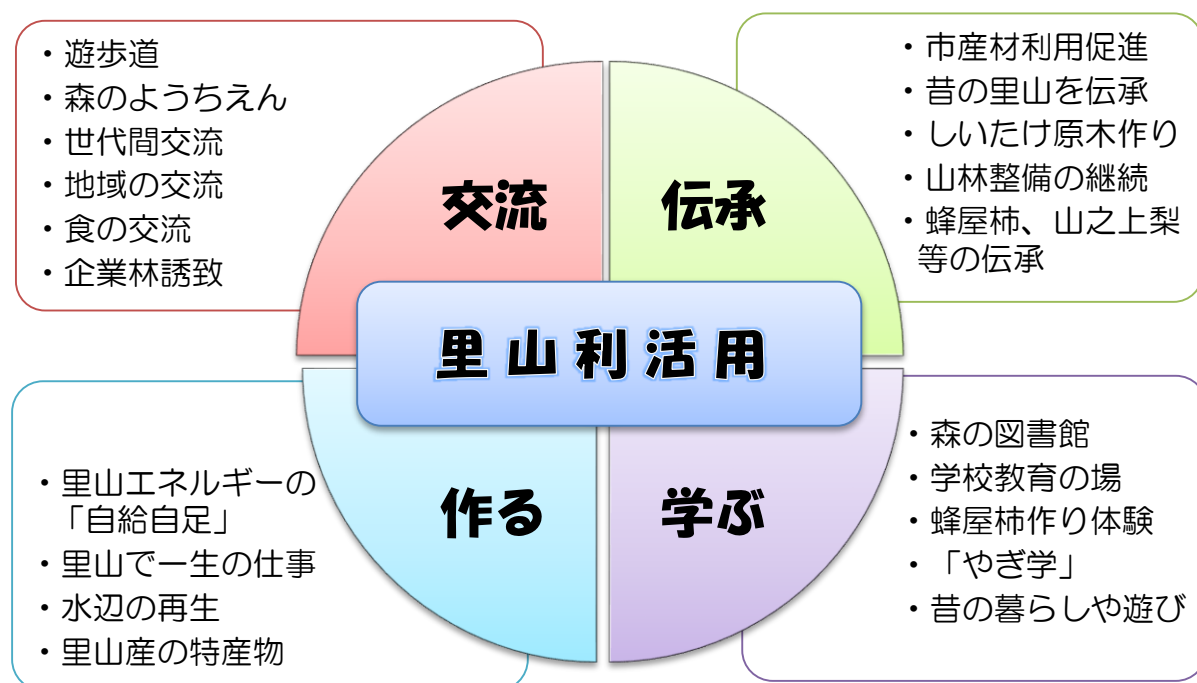 ・遊歩道
・森のようちえん
・世代間交流
・地域の交流
・食の交流
・企業林誘致
・市産材利用促進
・昔の里山を伝承
・しいたけ原木作り
・山林整備の継続
・蜂屋柿、山之上梨
等の伝承
交流
伝承
里山利活用
作る
学ぶ
・里山エネルギーの
「自給自足」
・里山で一生の仕事
・水辺の再生
・里山産の特産物
・森の図書館
・学校教育の場
・蜂屋柿作り体験
・「やぎ学」
・昔の暮らしや遊び